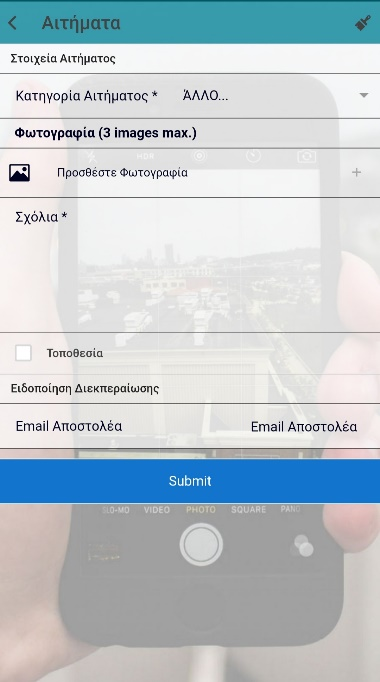 Αιτήματα
Στοιχεία Αιτήματος
Κατηγορία Αιτήματος * ΆΛΛΟ...
Φωτογραφία (3 images max.)
HDR
Προσθέστε Φωτογραφία
Σχόλια *
Τοποθεσία
Ειδοποίηση Διεκπεραίωσης
Email Αποστολέα Email Αποστολέα
Submit
SLO-MO VIDEO PHOTO SQUARE PANO